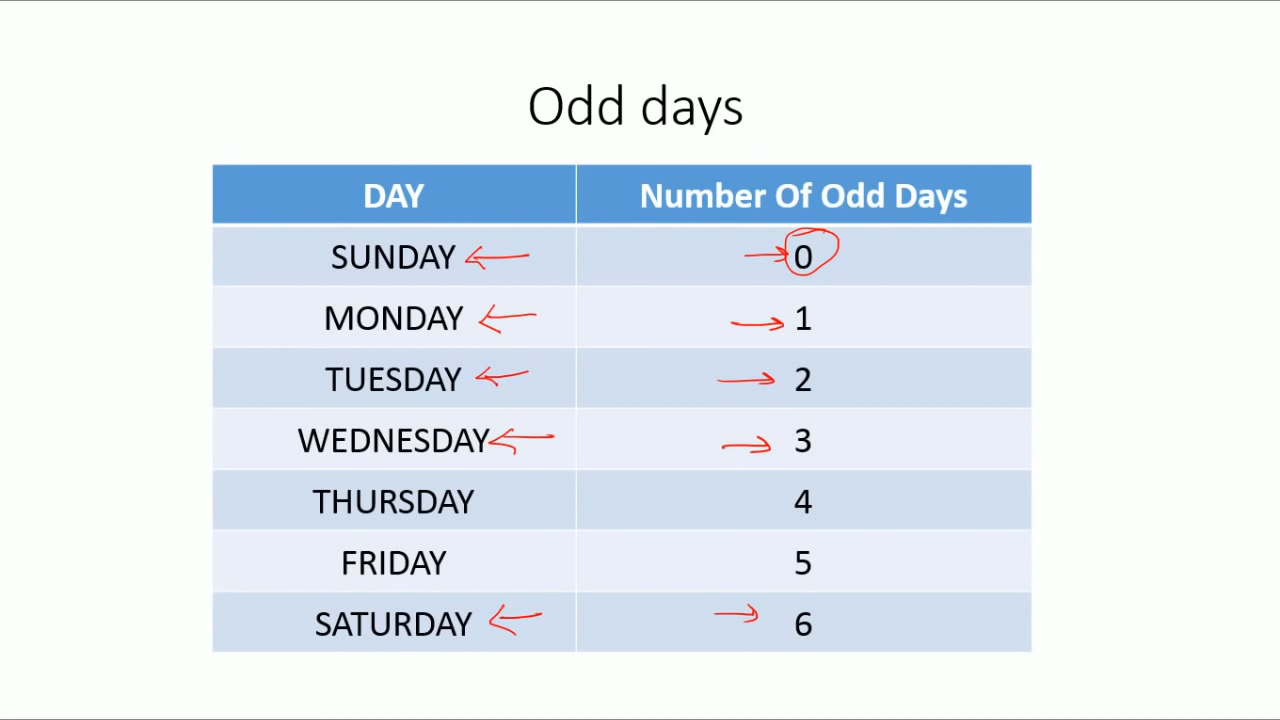 Odd days
DAY Number Of Odd Days
SUNDAY 0
MONDAY 1
TUESDAY 2
WEDNESDAY 3
THURSDAY 4
FRIDAY 5
SATURDAY 6